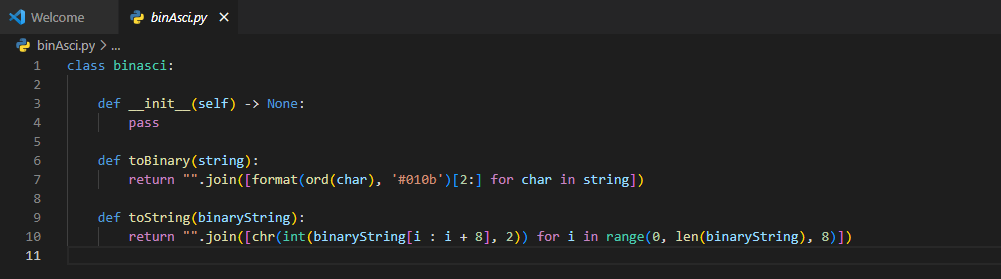 Welcome
binAsci.py ✕
binAsci.py > ...
1 class binasci:
2
3     def __init__(self) -> None:
4         pass
5
6     def toBinary(string):
7         return "".join([format(ord(char), '#010b')[2:] for char in string])
8
9     def toString(binaryString):
10         return "".join([chr(int(binaryString[i : i + 8], 2)) for i in range(0, len(binaryString), 8)])
11